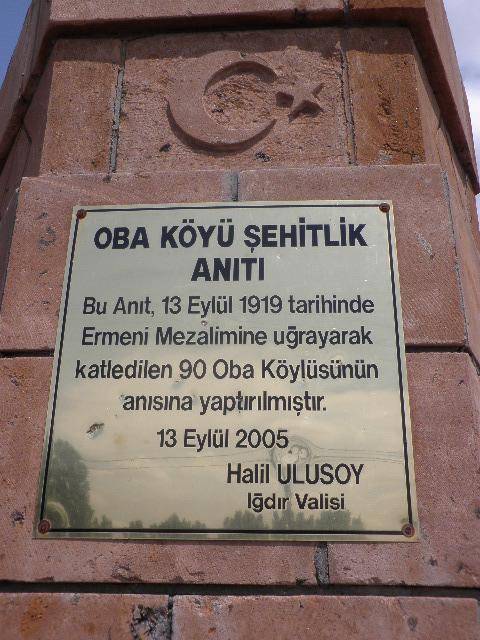 OBA KÖYÜ ŞEHİTLİK
ANITI
Bu Anıt, 13 Eylül 1919 tarihinde
Ermeni Mezalimine uğrayarak
katledilen 90 Oba Köylüsünün
anısına yaptırılmıştır.
13 Eylül 2005
Halil ULUSOY
Iğdır Valisi